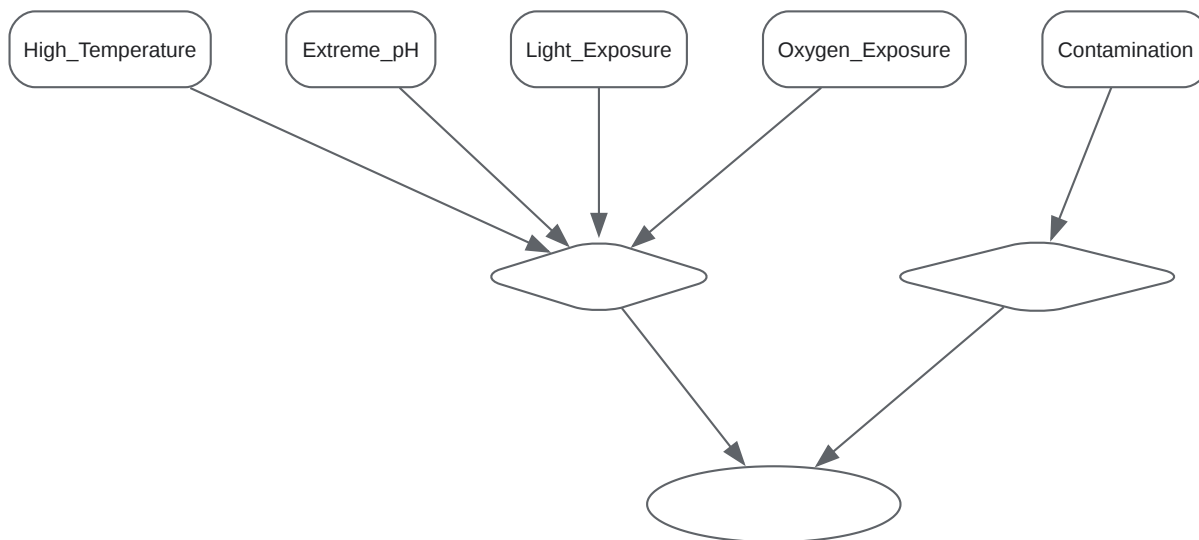 High_Temperature
Extreme_pH
Light_Exposure
Oxygen_Exposure
Contamination